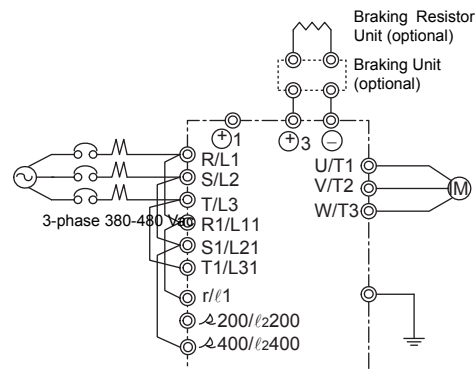 Braking Resistor
Unit (optional)
Braking Unit
(optional)
⊕1
⊕3
⊖
R/L1
S/L2
T/L3
3-phase 380-480 Vac
R1/L11
S1/L21
T1/L31
r/ℓ1
200/ℓ2200
400/ℓ2400
U/T1
V/T2
W/T3
IM